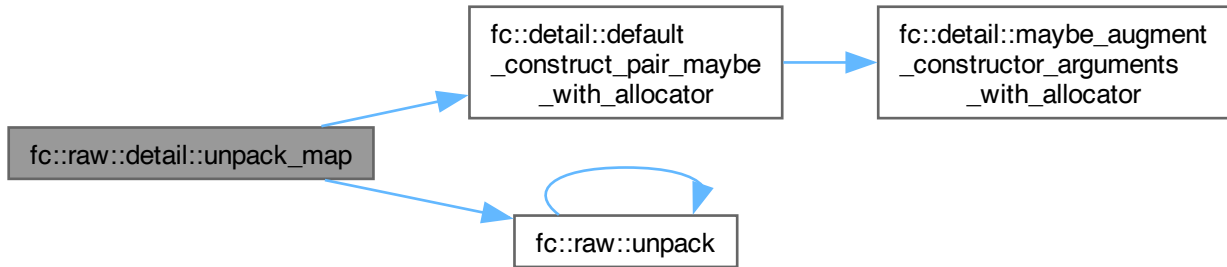 fc::raw::detail::unpack_map
fc::detail::default
_construct_pair_maybe
_with_allocator
fc::detail::maybe_augment
_constructor_arguments
_with_allocator
fc::raw::unpack